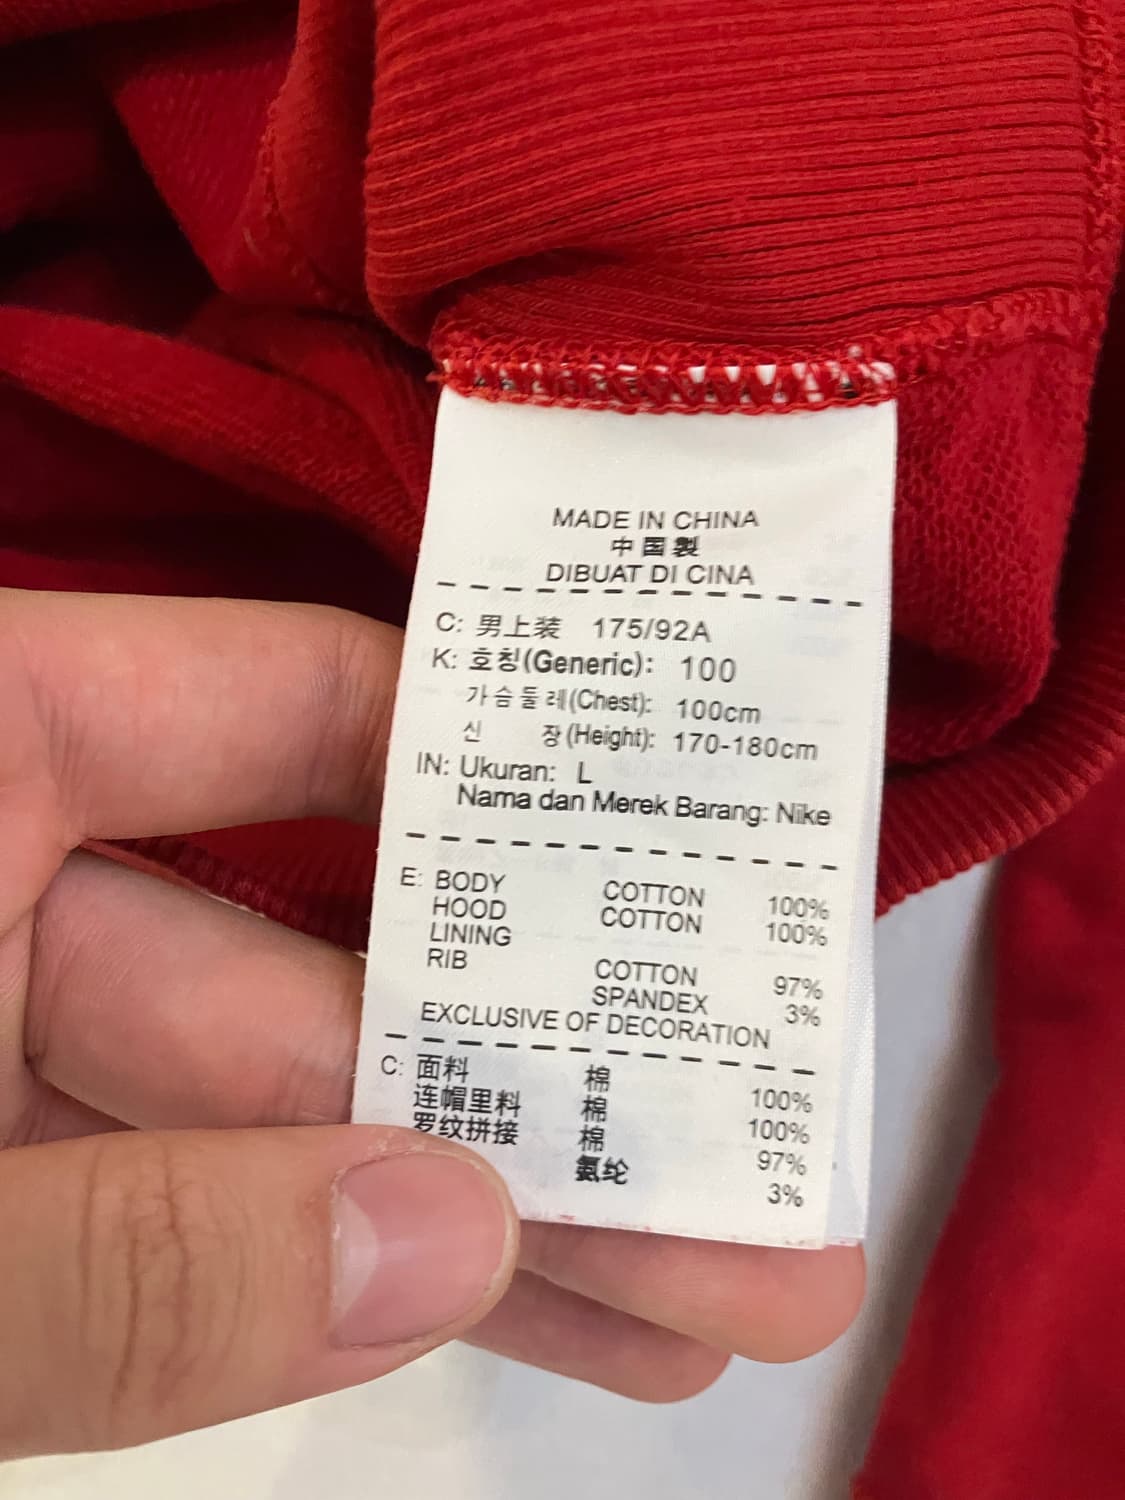 MADE IN CHINA
中国製
DIBUAT DI CINA
C: 男上装 175/92A
K: 호칭(Generic): 100
가슴둘레(Chest): 100cm
신 장(Height): 170-180cm
IN: Ukuran: L
Nama dan Merek Barang: Nike
E: BODY COTTON 100%
HOOD COTTON 100%
LINING
RIB COTTON 97%
SPANDEX 3%
EXCLUSIVE OF DECORATION
C: 面料 棉 100%
连帽里料 棉 100%
罗纹拼接 棉 97%
氨纶 3%